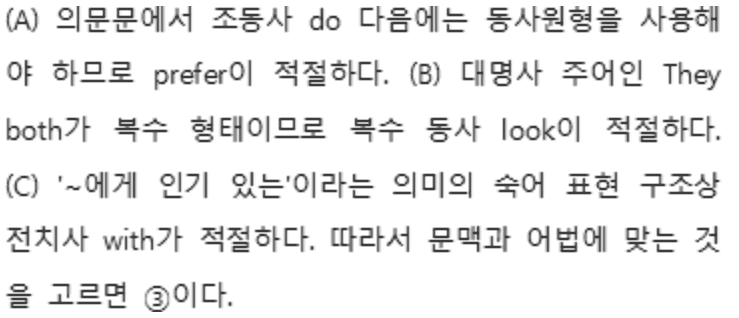 (A) 의문문에서 조동사 do 다음에는 동사원형을 사용해
야 하므로 prefer이 적절하다. (B) 대명사 주어인 They
both가 복수 형태이므로 복수 동사 look이 적절하다.
(C) '~에게 인기 있는'이라는 의미의 숙어 표현 구조상
전치사 with가 적절하다. 따라서 문맥과 어법에 맞는 것
을 고르면 ③이다.